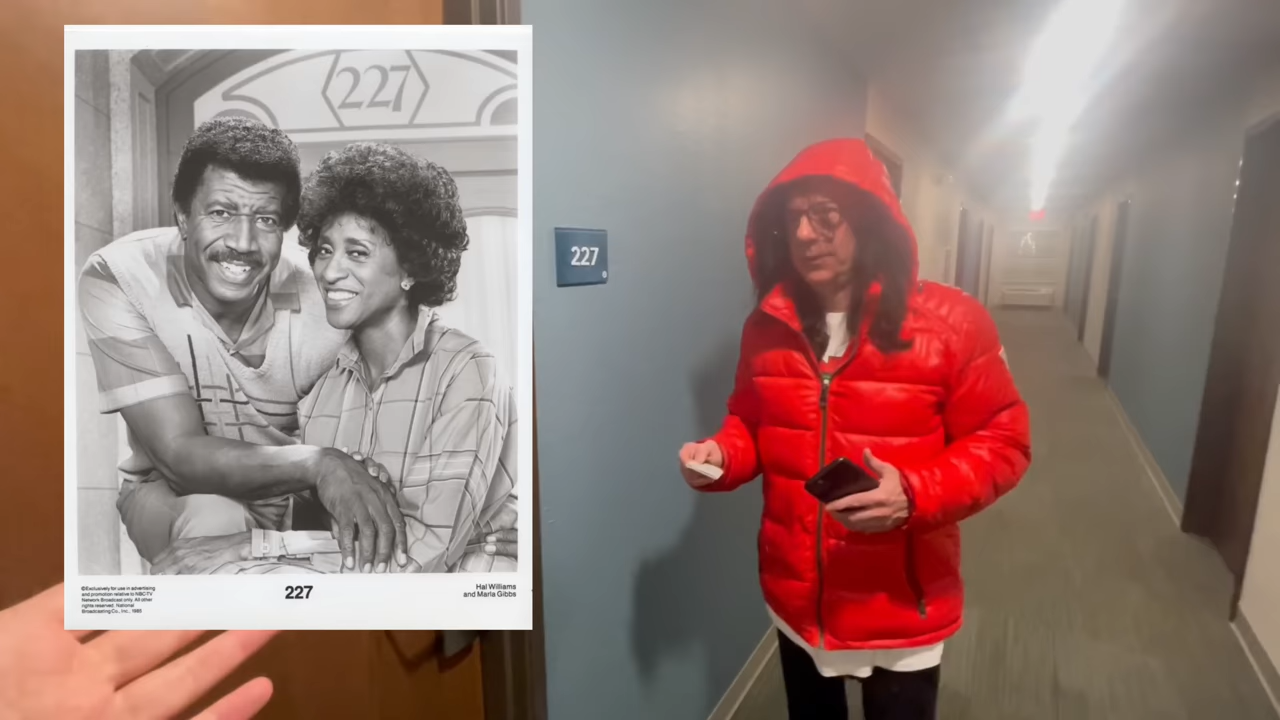 227
©Exclusively for use in advertising
and promotion relative to NBC-TV
Network Broadcast only. All other
rights reserved. National
Broadcasting Co., Inc., 1985
227
Hal Williams
and Marla Gibbs
227